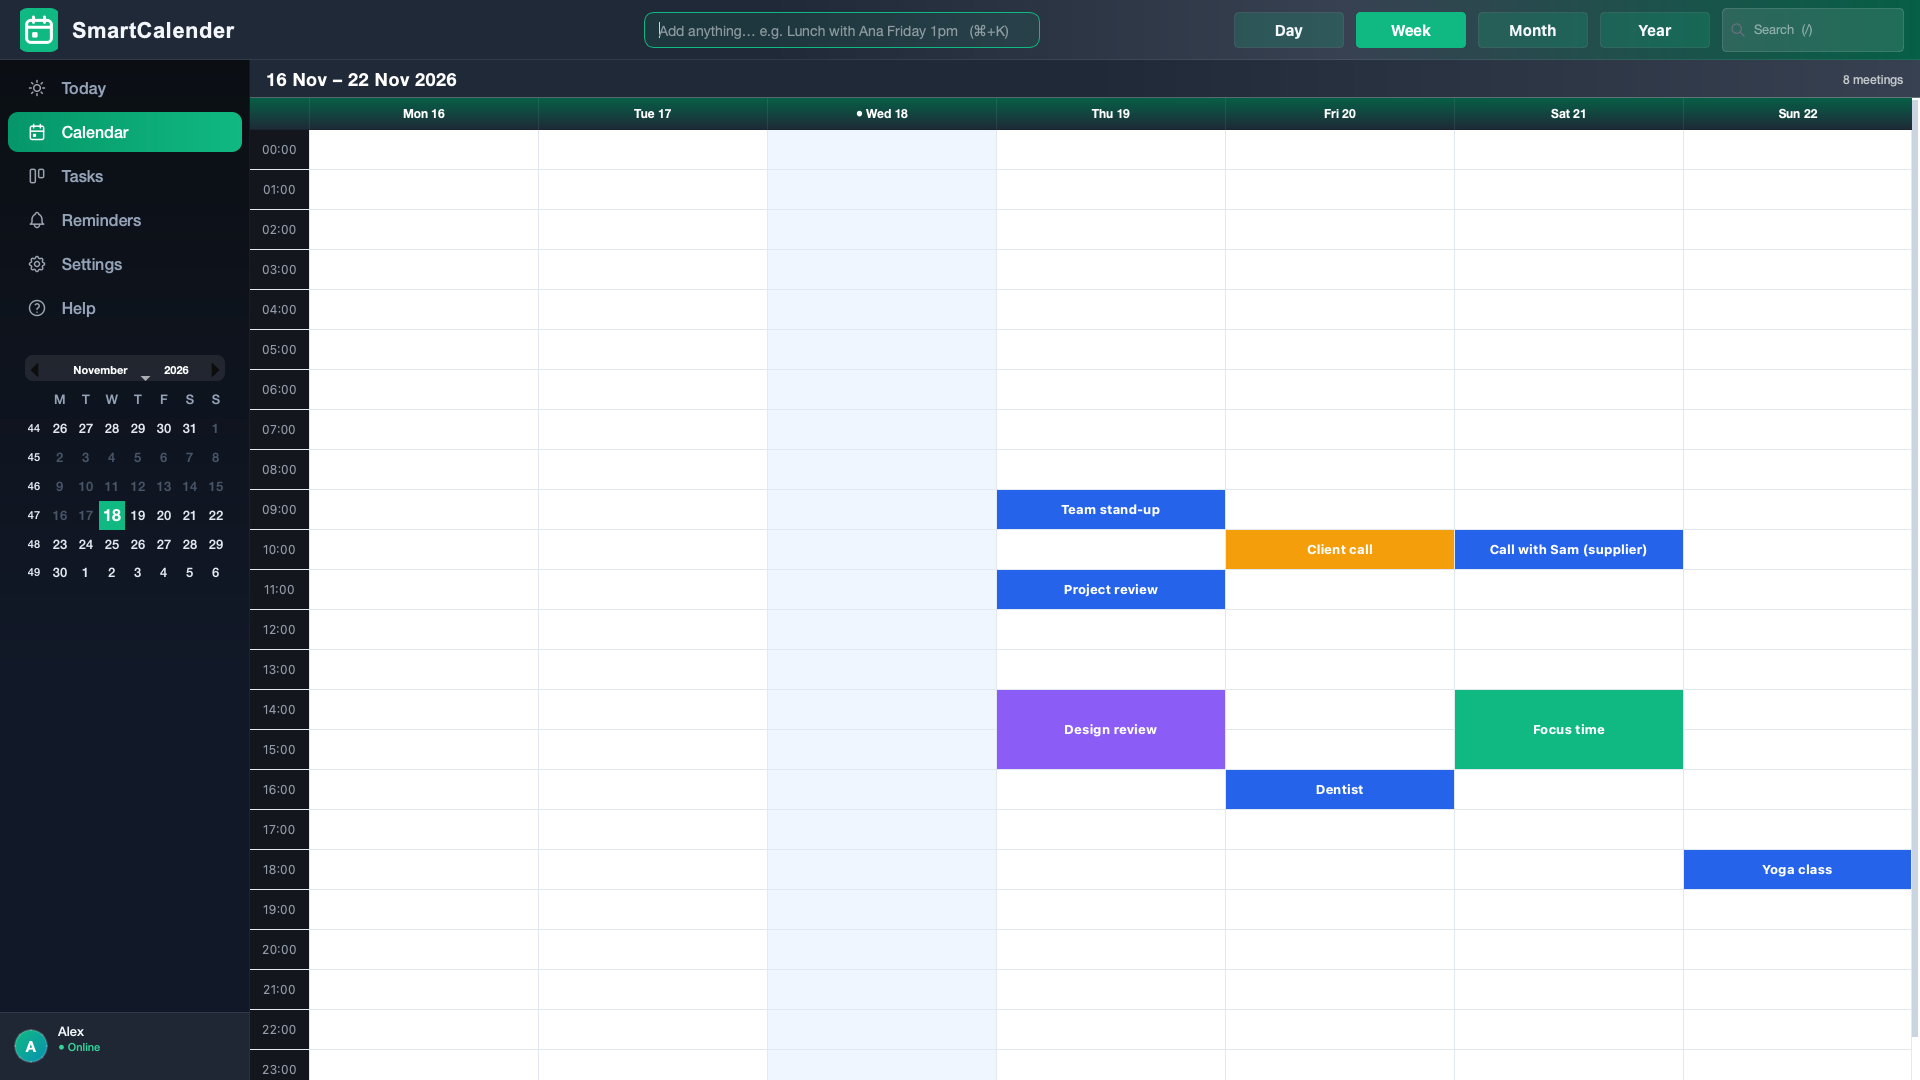 SmartCalender
Add anything... e.g. Lunch with Ana Friday 1pm (⌘+K)
Day
Week
Month
Year
Search (/)
Today
Calendar
Tasks
Reminders
Settings
Help
November 2026
M T W T F S S
44 26 27 28 29 30 31 1
45 2 3 4 5 6 7 8
46 9 10 11 12 13 14 15
47 16 17 18 19 20 21 22
48 23 24 25 26 27 28 29
49 30 1 2 3 4 5 6
A
Alex
• Online
16 Nov – 22 Nov 2026
8 meetings
Mon 16
Tue 17
• Wed 18
Thu 19
Fri 20
Sat 21
Sun 22
00:00
01:00
02:00
03:00
04:00
05:00
06:00
07:00
08:00
09:00 Team stand-up
10:00 Client call Call with Sam (supplier)
11:00 Project review
12:00
13:00
14:00
Design review Focus time
15:00
16:00 Dentist
17:00
18:00 Yoga class
19:00
20:00
21:00
22:00
23:00